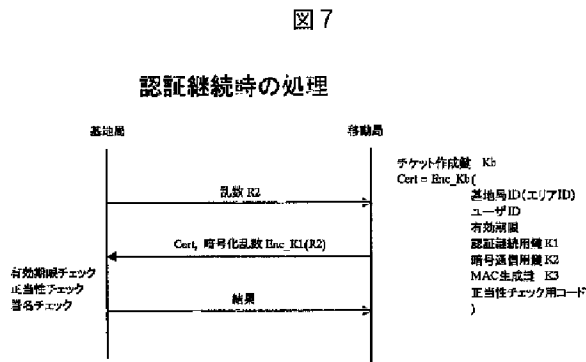 図7
認証継続時の処理
基地局
移動局
チケット作成鍵 Kb
Cert = Enc_Kb(
基地局ID(エリアID)
ユーザID
有効期限
認証継続用鍵 K1
暗号通信用鍵 K2
MAC生成鍵 K3
正当性チェック用コード
)
乱数 R2
Cert, 暗号化乱数 Enc_K1(R2)
有効期限チェック
正当性チェック
署名チェック
結果